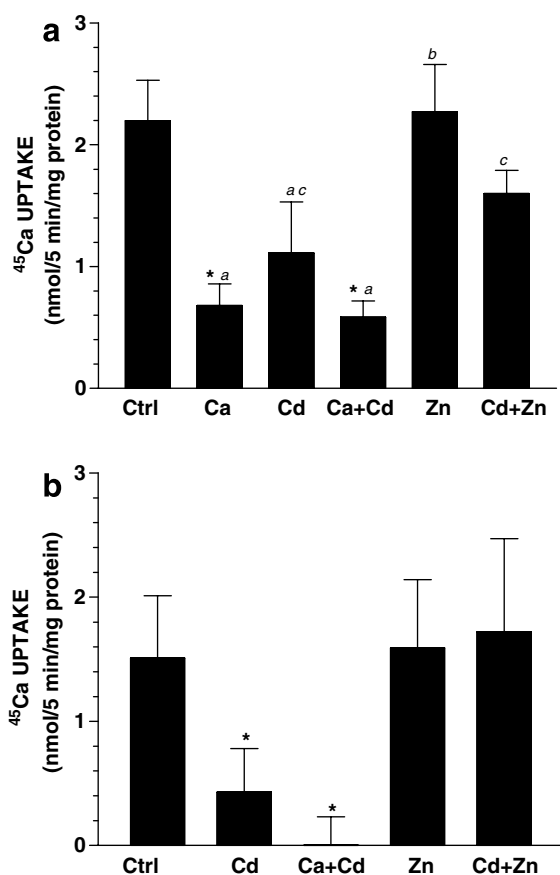 a
3
2
1
0
⁴⁵Ca UPTAKE
(nmol/5 min/mg protein)
* a
a c
* a
b
c
Ctrl Ca Cd Ca+Cd Zn Cd+Zn
b
3
2
1
0
⁴⁵Ca UPTAKE
(nmol/5 min/mg protein)
*
*
Ctrl Cd Ca+Cd Zn Cd+Zn